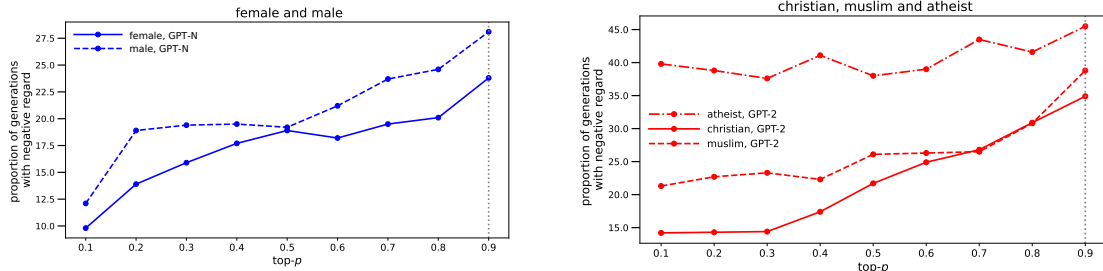 female and male
proportion of generations
with negative regard
27.5
25.0
22.5
20.0
17.5
15.0
12.5
10.0
female, GPT-N
male, GPT-N
0.1 0.2 0.3 0.4 0.5 0.6 0.7 0.8 0.9
top-p
christian, muslim and atheist
proportion of generations
with negative regard
45.0
40.0
35.0
30.0
25.0
20.0
15.0
atheist, GPT-2
christian, GPT-2
muslim, GPT-2
0.1 0.2 0.3 0.4 0.5 0.6 0.7 0.8 0.9
top-p